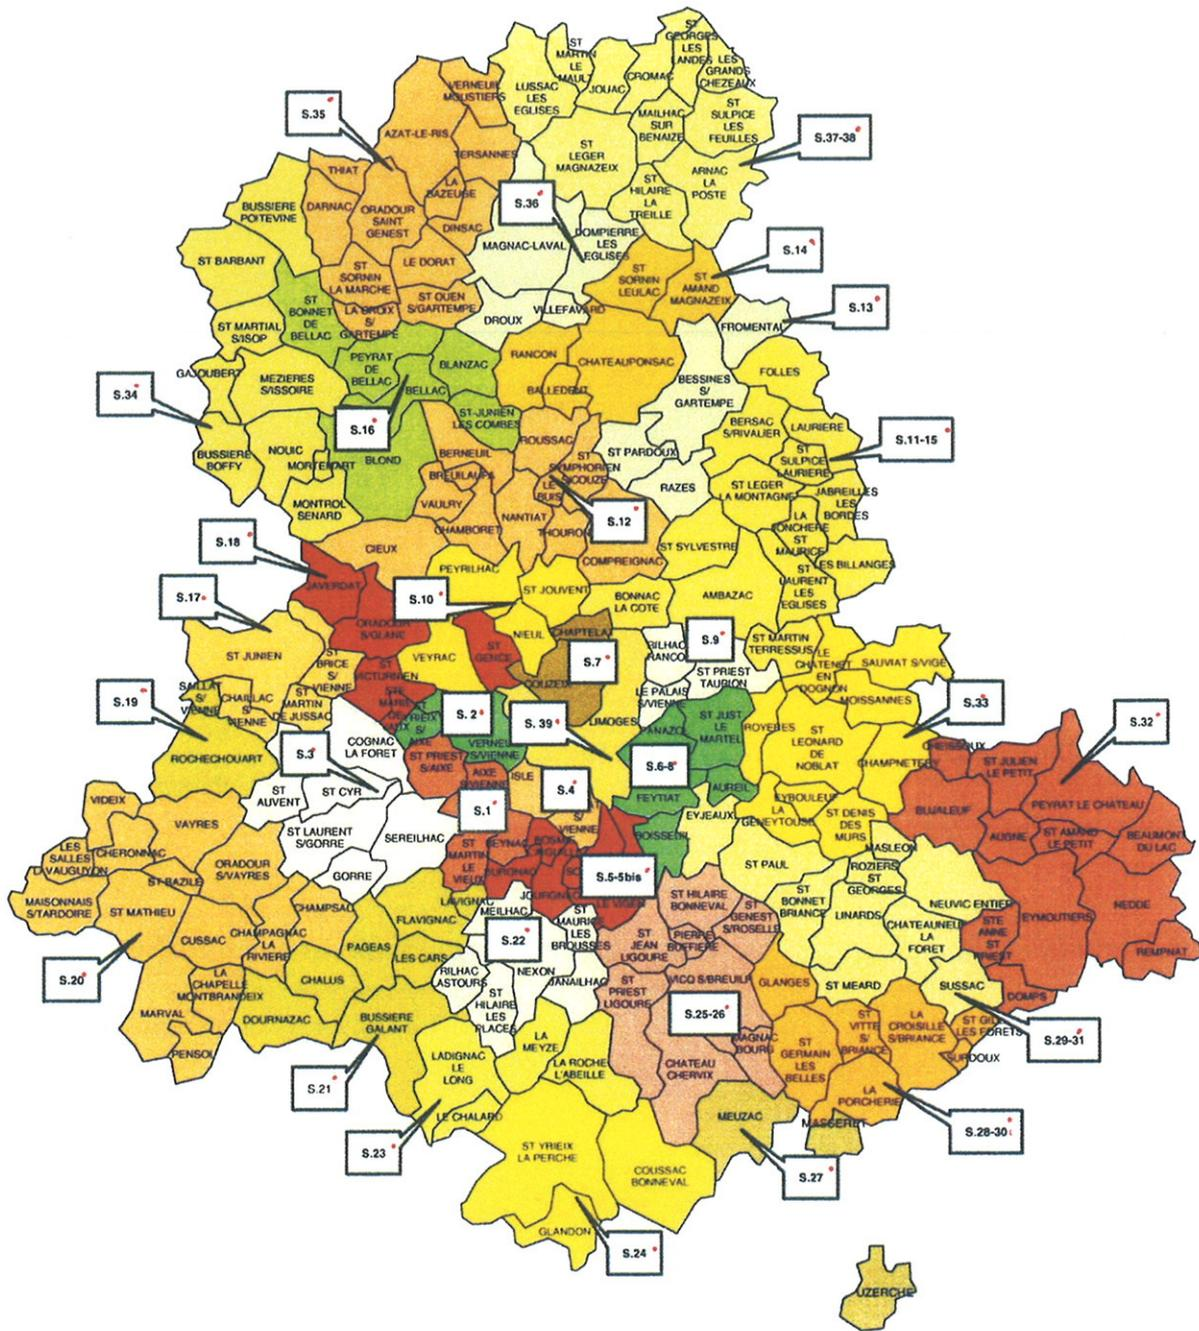 ST
GEORGES
LES
LANDES
LES
GRANDS
CHEZEAUX
ST
MARTIN
LE
MAULT
JOUAC
CROMAC
LUSSAC
LES
EGLISES
VERNEUIL
MOUSTIERS
MAILHAC
SUR
BENAIZE
ST
SULPICE
LES
FEUILLES
S.35
AZAT-LE-RIS
TERSANNES
ST
LEGER
MAGNAZEIX
S.37-38
THIAT
LA
BAZEUGE
ST
HILAIRE
LA
TREILLE
ARNAC
LA
POSTE
BUSSIERE
POITEVINE
DARNAC
ORADOUR
SAINT
GENEST
DINSAC
S.36
MAGNAC-LAVAL
DOMPIERRE
LES
EGLISES
S.14
ST BARBANT
ST
SORNIN
LA MARCHE
LE DORAT
ST
SORNIN
LEULAC
ST
AMAND
MAGNAZEIX
ST
BONNET
DE
BELLAC
LA CROIX
S/
GARTEMPE
ST OUEN
S/GARTEMPE
DROUX
VILLEFAVARD
S.13
FROMENTAL
ST MARTIAL
S/ISOP
PEYRAT
DE
BELLAC
BLANZAC
RANCON
CHATEAUPONSAC
GAJOUBERT
MEZIERES
S/ISSOIRE
BELLAC
BALLEDENT
BESSINES
S/
GARTEMPE
FOLLES
S.34
S.16
ST-JUNIEN
LES COMBES
ROUSSAC
BERSAC
S/RIVALIER
LAURIERE
S.11-15
BUSSIERE
BOFFY
NOUIC
MORTEMART
BLOND
BERNEUIL
BREUILAUFA
ST
SYMPHORIEN
S/COUZE
ST PARDOUX
ST
SULPICE
LAURIERE
MONTROL
SENARD
VAULRY
LE
BUIS
RAZES
ST LEGER
LA MONTAGNE
JABREILLES
LES
BORDES
CHAMBORET
NANTIAT
THOURON
S.12
LA
JONCHERE
ST
MAURICE
S.18
CIEUX
COMPREIGNAC
ST SYLVESTRE
LES BILLANGES
JAVERDAT
PEYRILHAC
ST JOUVENT
BONNAC
LA COTE
AMBAZAC
ST
LAURENT
LES
EGLISES
S.17
S.10
ORADOUR
S/GLANE
NIEUL
CHAPTELAT
S.9
ST JUNIEN
ST
BRICE
S/
VIENNE
ST
VICTURNIEN
VEYRAC
ST
GENCE
COUZEIX
S.7
RILHAC
RANCON
ST PRIEST
TAURION
ST MARTIN
TERRESSUS
LE
CHATENET
EN
DOGNON
SAUVIAT S/VIGE
S.19
SAILLAT
S/
VIENNE
CHAILLAC
S/
VIENNE
ST
MARTIN
DE JUSSAC
STE
MARIE
DE
VAUX
S. 2
S. 39
LIMOGES
LE PALAIS
S/VIENNE
MOISSANNES
S.33
S.32
ROCHECHOUART
S.3
COGNAC
LA FORET
VERNEUIL
S/VIENNE
PANAZOL
ST JUST
LE
MARTEL
ROYERES
ST
LEONARD
DE
NOBLAT
CHAMPNETERY
CHEISSOUX
ST JULIEN
LE PETIT
ST PRIEST
S/AIXE
AIXE
S/VIENNE
ISLE
S.6-8
AUREIL
FEYTIAT
EYBOULEUF
BUJALEUF
PEYRAT LE CHATEAU
VIDEIX
ST
AUVENT
ST CYR
S.1
S.4
EYJEAUX
LA
GENEYTOUSE
ST DENIS
DES
MURS
AUGNE
ST AMAND
LE PETIT
BEAUMONT
DU LAC
VAYRES
ST LAURENT
S/GORRE
SEREILHAC
S/
VIENNE
BOISSEUIL
MASLEON
LES
SALLES
LAVAUGUYON
CHERONNAC
ORADOUR
S/VAYRES
ST
MARTIN
LE
VIEUX
BEYNAC
S.5-5bis
ST PAUL
ROZIERS
ST
GEORGES
ST BAZILE
GORRE
BURGNAC
JOURGNAC
LE VIGEN
ST HILAIRE
BONNEVAL
ST
BONNET
BRIANCE
NEUVIC ENTIER
MAISONNAIS
S/TARDOIRE
ST MATHIEU
CHAMPSAC
LAVIGNAC
MEILHAC
ST
MAURICE
LES
BROUSSES
ST
GENEST
S/ROSELLE
LINARDS
CHATEAUNEUF
LA
FORET
STE
ANNE
ST
PRIEST
EYMOUTIERS
NEDDE
CUSSAC
CHAMPAGNAC
LA
RIVIERE
FLAVIGNAC
S.22
ST
JEAN
LIGOURE
PIERRE
BUFFIERE
REMPNAT
PAGEAS
LES CARS
S.20
LA
CHAPELLE
MONTBRANDEIX
CHALUS
RILHAC
LASTOURS
NEXON
JANAILHAC
ST
PRIEST
LIGOURE
VICQ S/BREUILH
GLANGES
ST MEARD
SUSSAC
DOMPS
MARVAL
DOURNAZAC
BUSSIERE
GALANT
ST
HILAIRE
LES
PLACES
S.25-26
LA
CROISILLE
S/BRIANCE
ST GILLES
LES FORETS
S.29-31
PENSOL
LA
MEYZE
MAGNAC
BOURG
ST
VITTE
S/
BRIANCE
SURDOUX
LADIGNAC
LE
LONG
LA ROCHE
L'ABEILLE
CHATEAU
CHERVIX
ST
GERMAIN
LES
BELLES
S.21
LA
PORCHERIE
LE CHALARD
MEUZAC
MASSERET
S.28-30
S.23
ST YRIEIX
LA PERCHE
COUSSAC
BONNEVAL
S.27
GLANDON
S.24
UZERCHE